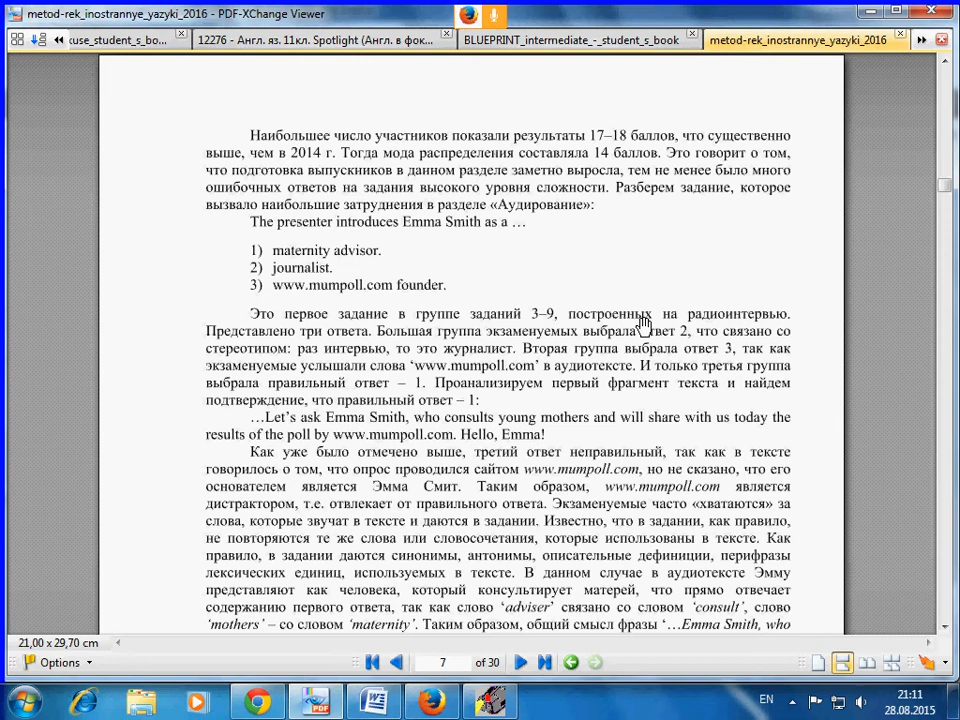 metod-rek_inostrannye_yazyki_2016 - PDF-XChange Viewer
kuse_student_s_bo...
12276 - Англ. яз. 11кл. Spotlight (Англ. в фок...
BLUEPRINT_intermediate_-_student_s_book
metod-rek_inostrannye_yazyki_2016
Наибольшее число участников показали результаты 17–18 баллов, что существенно
выше, чем в 2014 г. Тогда мода распределения составляла 14 баллов. Это говорит о том,
что подготовка выпускников в данном разделе заметно выросла, тем не менее было много
ошибочных ответов на задания высокого уровня сложности. Разберем задание, которое
вызвало наибольшие затруднения в разделе «Аудирование»:
The presenter introduces Emma Smith as a …
1) maternity advisor.
2) journalist.
3) www.mumpoll.com founder.
Это первое задание в группе заданий 3–9, построенных на радиоинтервью.
Представлено три ответа. Большая группа экзаменуемых выбрала ответ 2, что связано со
стереотипом: раз интервью, то это журналист. Вторая группа выбрала ответ 3, так как
экзаменуемые услышали слова ‘www.mumpoll.com’ в аудиотексте. И только третья группа
выбрала правильный ответ – 1. Проанализируем первый фрагмент текста и найдем
подтверждение, что правильный ответ – 1:
…Let’s ask Emma Smith, who consults young mothers and will share with us today the
results of the poll by www.mumpoll.com. Hello, Emma!
Как уже было отмечено выше, третий ответ неправильный, так как в тексте
говорилось о том, что опрос проводился сайтом www.mumpoll.com, но не сказано, что его
основателем является Эмма Смит. Таким образом, www.mumpoll.com является
дистрактором, т.е. отвлекает от правильного ответа. Экзаменуемые часто «хватаются» за
слова, которые звучат в тексте и даются в задании. Известно, что в задании, как правило,
не повторяются те же слова или словосочетания, которые использованы в тексте. Как
правило, в задании даются синонимы, антонимы, описательные дефиниции, перифразы
лексических единиц, используемых в тексте. В данном случае в аудиотексте Эмму
представляют как человека, который консультирует матерей, что прямо отвечает
содержанию первого ответа, так как слово ‘adviser’ связано со словом ‘consult’, слово
‘mothers’ – со словом ‘maternity’. Таким образом, общий смысл фразы ‘…Emma Smith, who
21,00 x 29,70 cm
Options
7 of 30
EN
21:11
28.08.2015